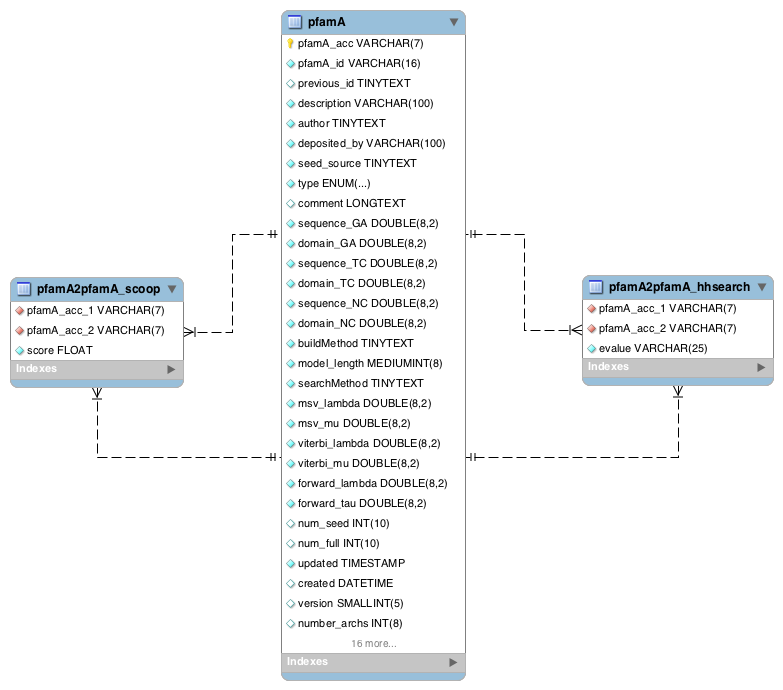 pfamA
pfamA_acc VARCHAR(7)
pfamA_id VARCHAR(16)
previous_id TINYTEXT
description VARCHAR(100)
author TINYTEXT
deposited_by VARCHAR(100)
seed_source TINYTEXT
type ENUM(...)
comment LONGTEXT
sequence_GA DOUBLE(8,2)
domain_GA DOUBLE(8,2)
sequence_TC DOUBLE(8,2)
domain_TC DOUBLE(8,2)
sequence_NC DOUBLE(8,2)
domain_NC DOUBLE(8,2)
buildMethod TINYTEXT
model_length MEDIUMINT(8)
searchMethod TINYTEXT
msv_lambda DOUBLE(8,2)
msv_mu DOUBLE(8,2)
viterbi_lambda DOUBLE(8,2)
viterbi_mu DOUBLE(8,2)
forward_lambda DOUBLE(8,2)
forward_tau DOUBLE(8,2)
num_seed INT(10)
num_full INT(10)
updated TIMESTAMP
created DATETIME
version SMALLINT(5)
number_archs INT(8)
16 more...
Indexes
pfamA2pfamA_scoop
pfamA_acc_1 VARCHAR(7)
pfamA_acc_2 VARCHAR(7)
score FLOAT
Indexes
pfamA2pfamA_hhsearch
pfamA_acc_1 VARCHAR(7)
pfamA_acc_2 VARCHAR(7)
evalue VARCHAR(25)
Indexes